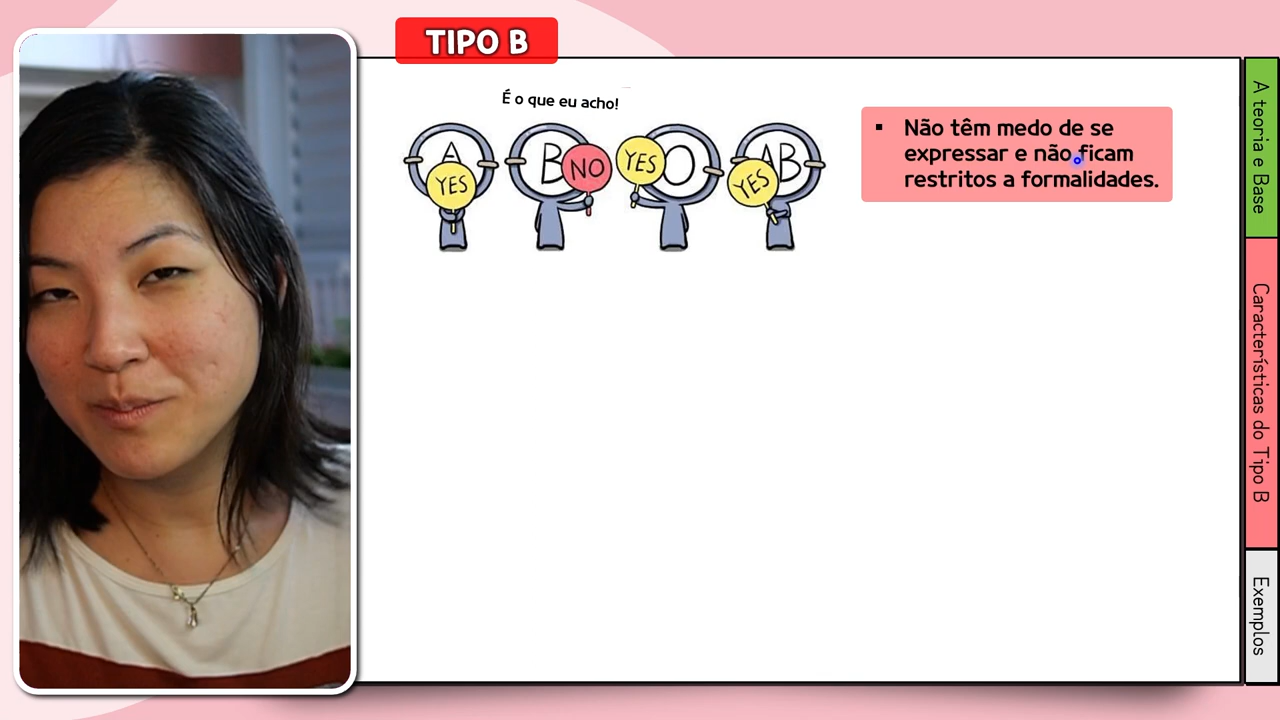 TIPO B
É o que eu acho!
A
YES
B
NO
YES
O
AB
YES
▪ Não têm medo de se
expressar e não ficam
restritos a formalidades.
A teoria e Base
Características do Tipo B
Exemplos